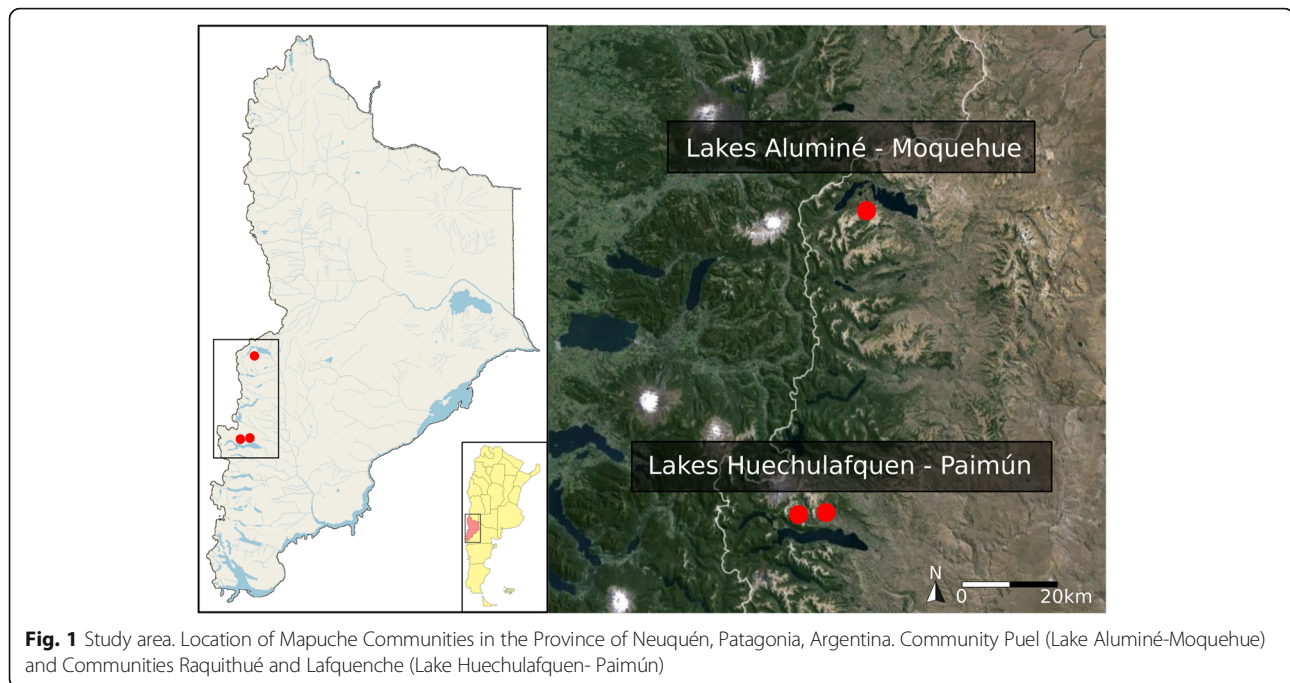 Lakes Aluminé - Moquehue
Lakes Huechulafquen - Paimún
N
0 20km
Fig. 1 Study area. Location of Mapuche Communities in the Province of Neuquén, Patagonia, Argentina. Community Puel (Lake Aluminé-Moquehue)
and Communities Raquithué and Lafquenche (Lake Huechulafquen- Paimún)